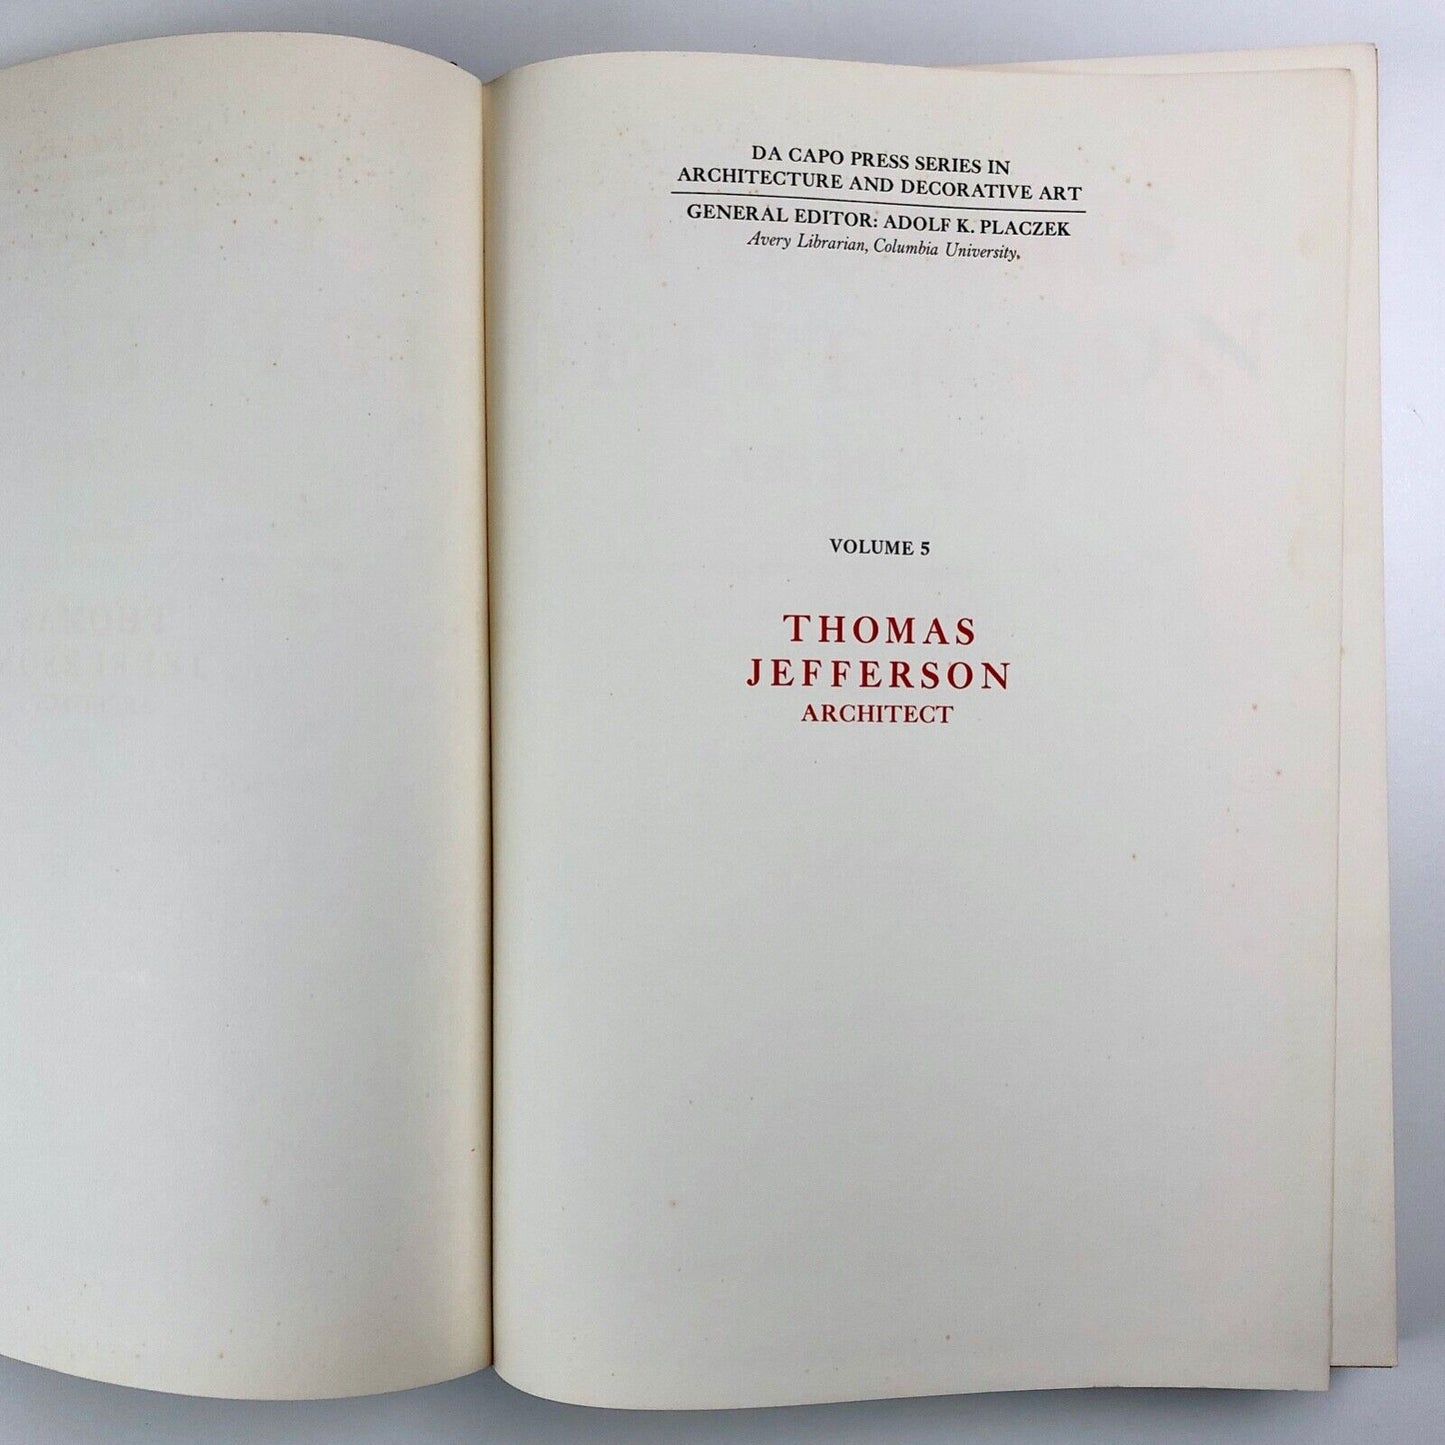 DA CAPO PRESS SERIES IN
ARCHITECTURE AND DECORATIVE ART
GENERAL EDITOR: ADOLF K. PLACZEK
Avery Librarian, Columbia University.
VOLUME 5
THOMAS
JEFFERSON
ARCHITECT